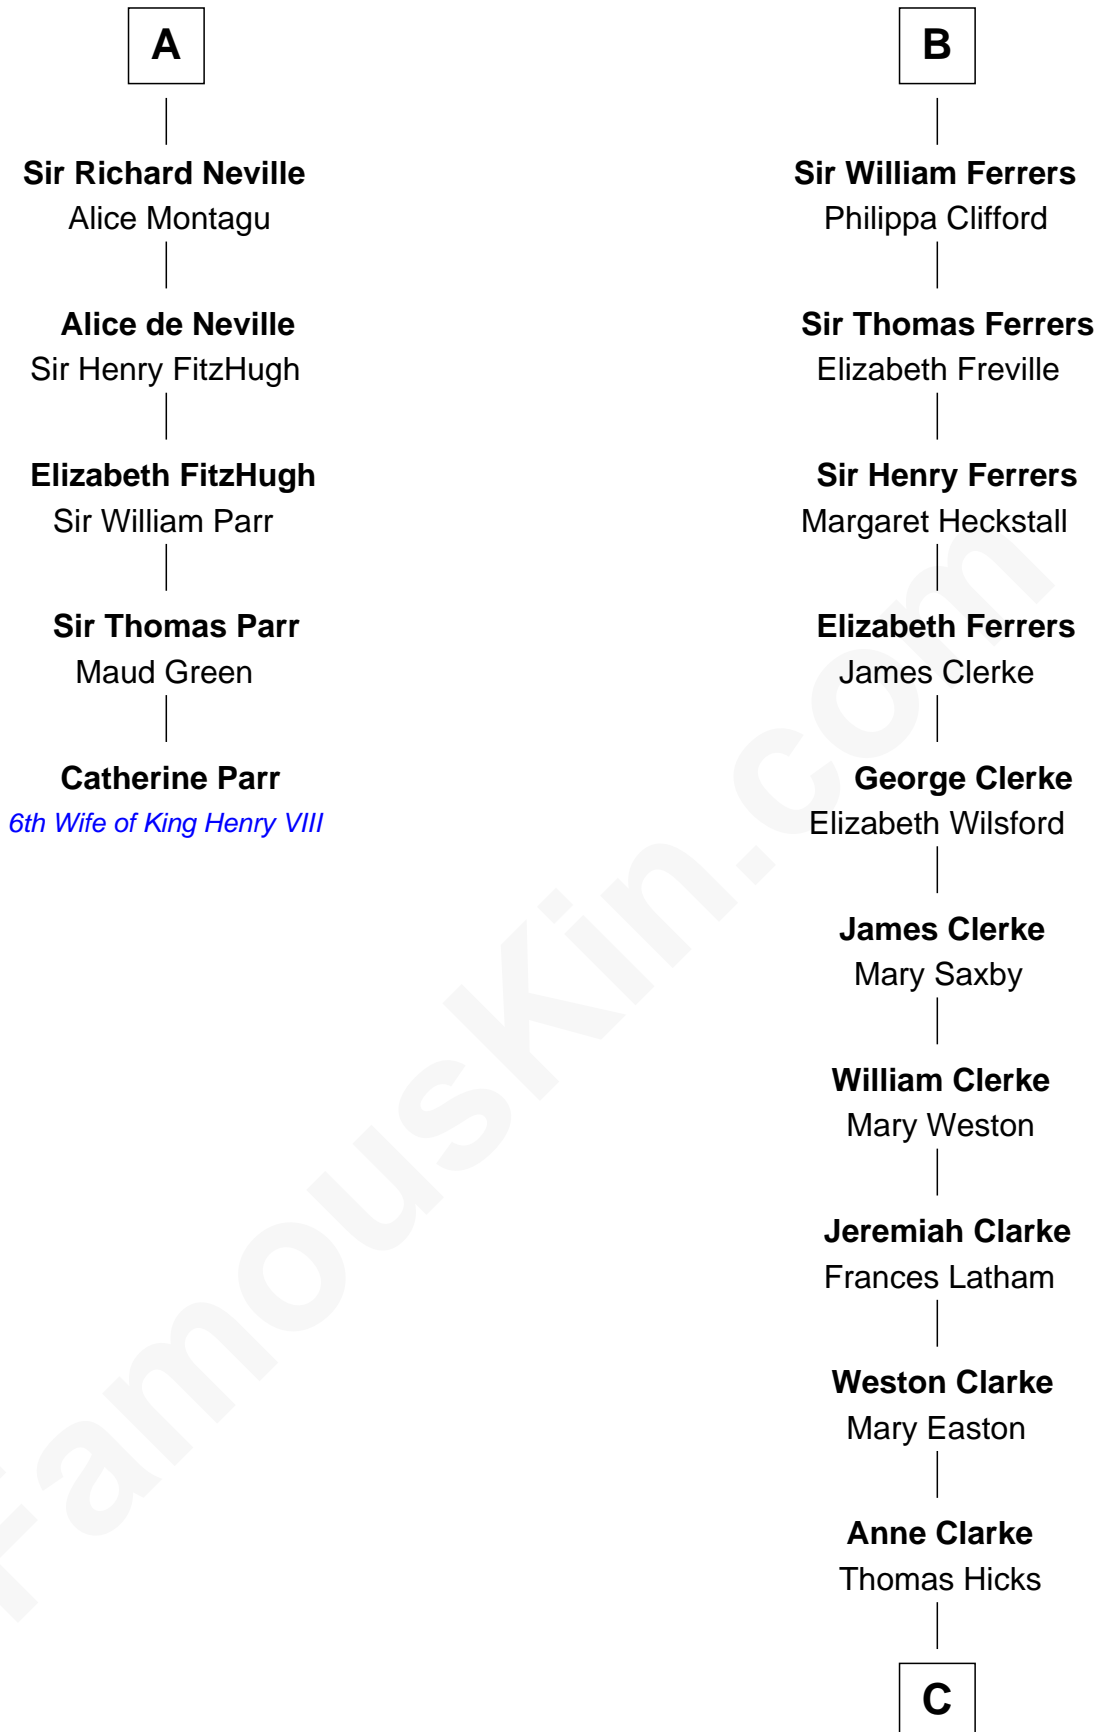 A
Sir Richard Neville
Alice Montagu
Alice de Neville
Sir Henry FitzHugh
Elizabeth FitzHugh
Sir William Parr
Sir Thomas Parr
Maud Green
Catherine Parr
6th Wife of King Henry VIII
B
Sir William Ferrers
Philippa Clifford
Sir Thomas Ferrers
Elizabeth Freville
Sir Henry Ferrers
Margaret Heckstall
Elizabeth Ferrers
James Clerke
George Clerke
Elizabeth Wilsford
James Clerke
Mary Saxby
William Clerke
Mary Weston
Jeremiah Clarke
Frances Latham
Weston Clarke
Mary Easton
Anne Clarke
Thomas Hicks
C
FamousKin.com